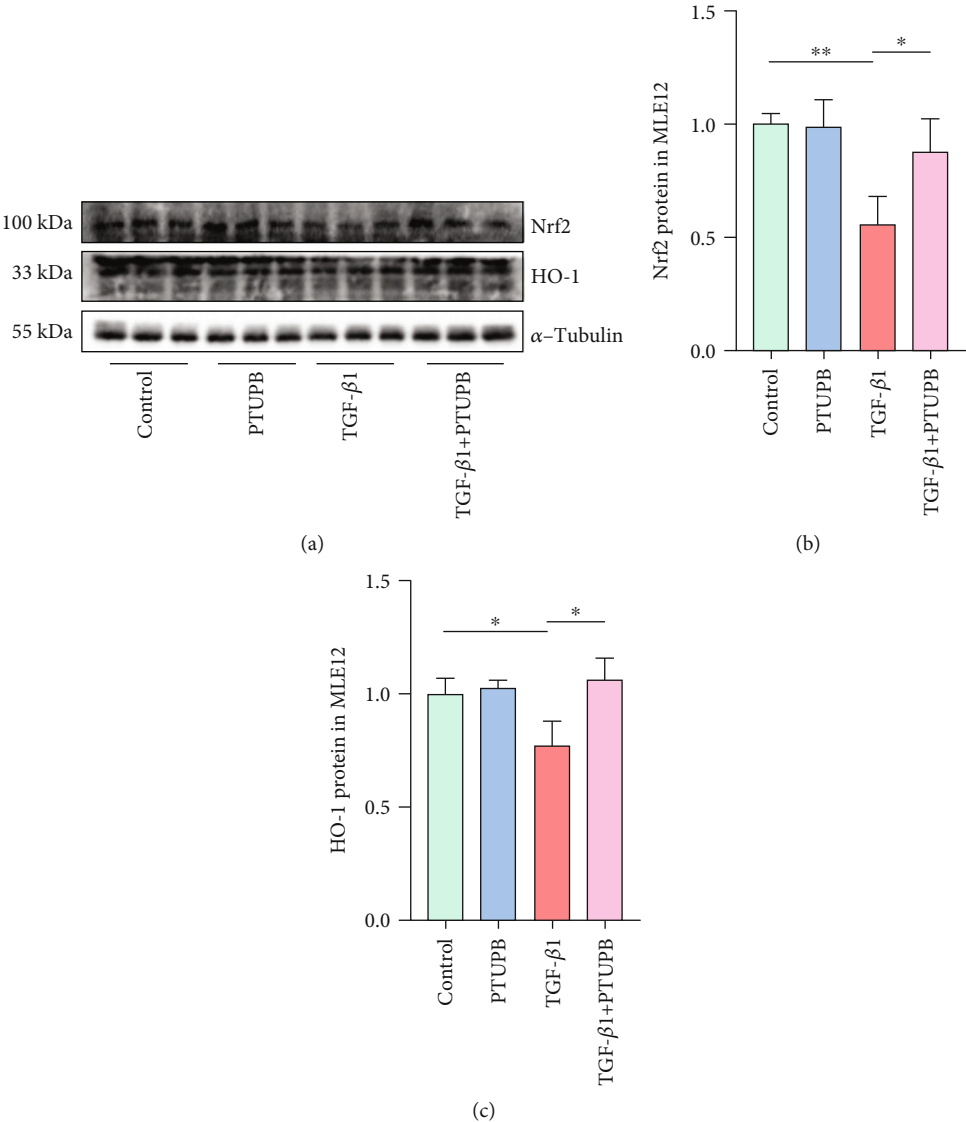 100 kDa
Nrf2
33 kDa
HO-1
55 kDa
α–Tubulin
Control
PTUPB
TGF-β1
TGF-β1+PTUPB
(a)
Nrf2 protein in MLE12
1.5
1.0
0.5
0.0
**
*
Control
PTUPB
TGF-β1
TGF-β1+PTUPB
(b)
HO-1 protein in MLE12
1.5
1.0
0.5
0.0
*
*
Control
PTUPB
TGF-β1
TGF-β1+PTUPB
(c)